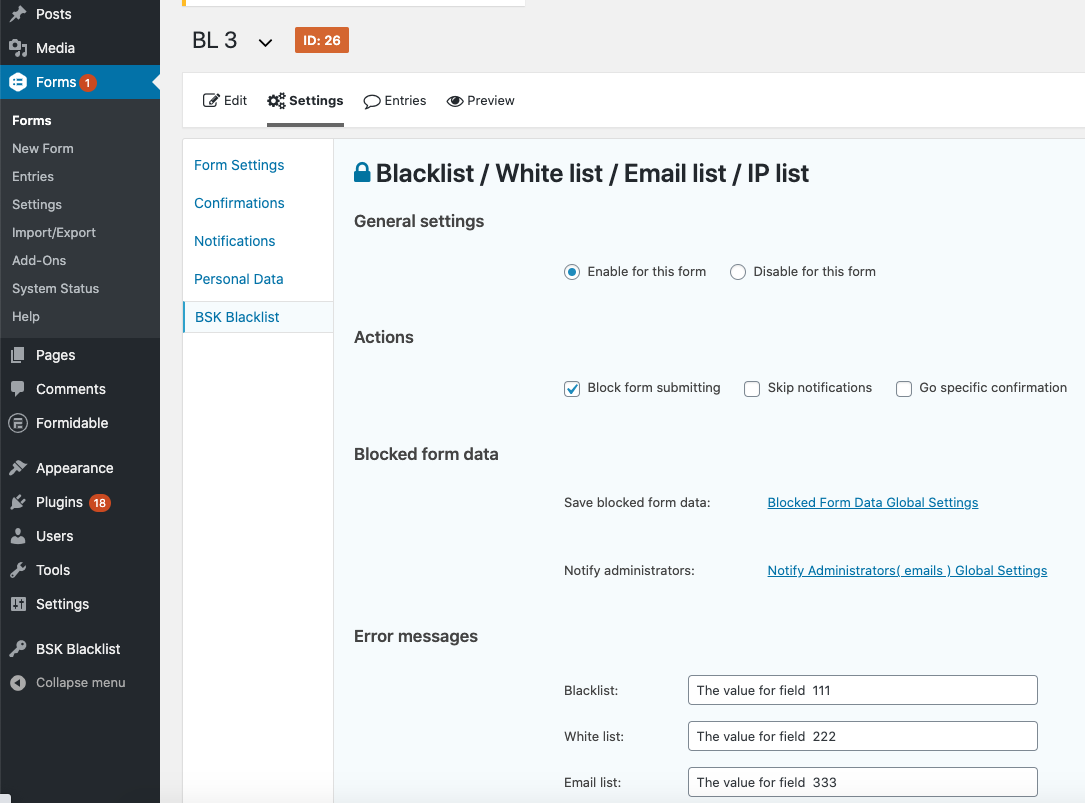 Posts
Media
Forms 1
Forms
New Form
Entries
Settings
Import/Export
Add-Ons
System Status
Help
Pages
Comments
Formidable
Appearance
Plugins 18
Users
Tools
Settings
BSK Blacklist
Collapse menu
BL 3 ID: 26
Edit Settings Entries Preview
Form Settings
Confirmations
Notifications
Personal Data
BSK Blacklist
Blacklist / White list / Email list / IP list
General settings
Enable for this form Disable for this form
Actions
Block form submitting Skip notifications Go specific confirmation
Blocked form data
Save blocked form data: Blocked Form Data Global Settings
Notify administrators: Notify Administrators( emails ) Global Settings
Error messages
Blacklist: The value for field  111
White list: The value for field  222
Email list: The value for field  333